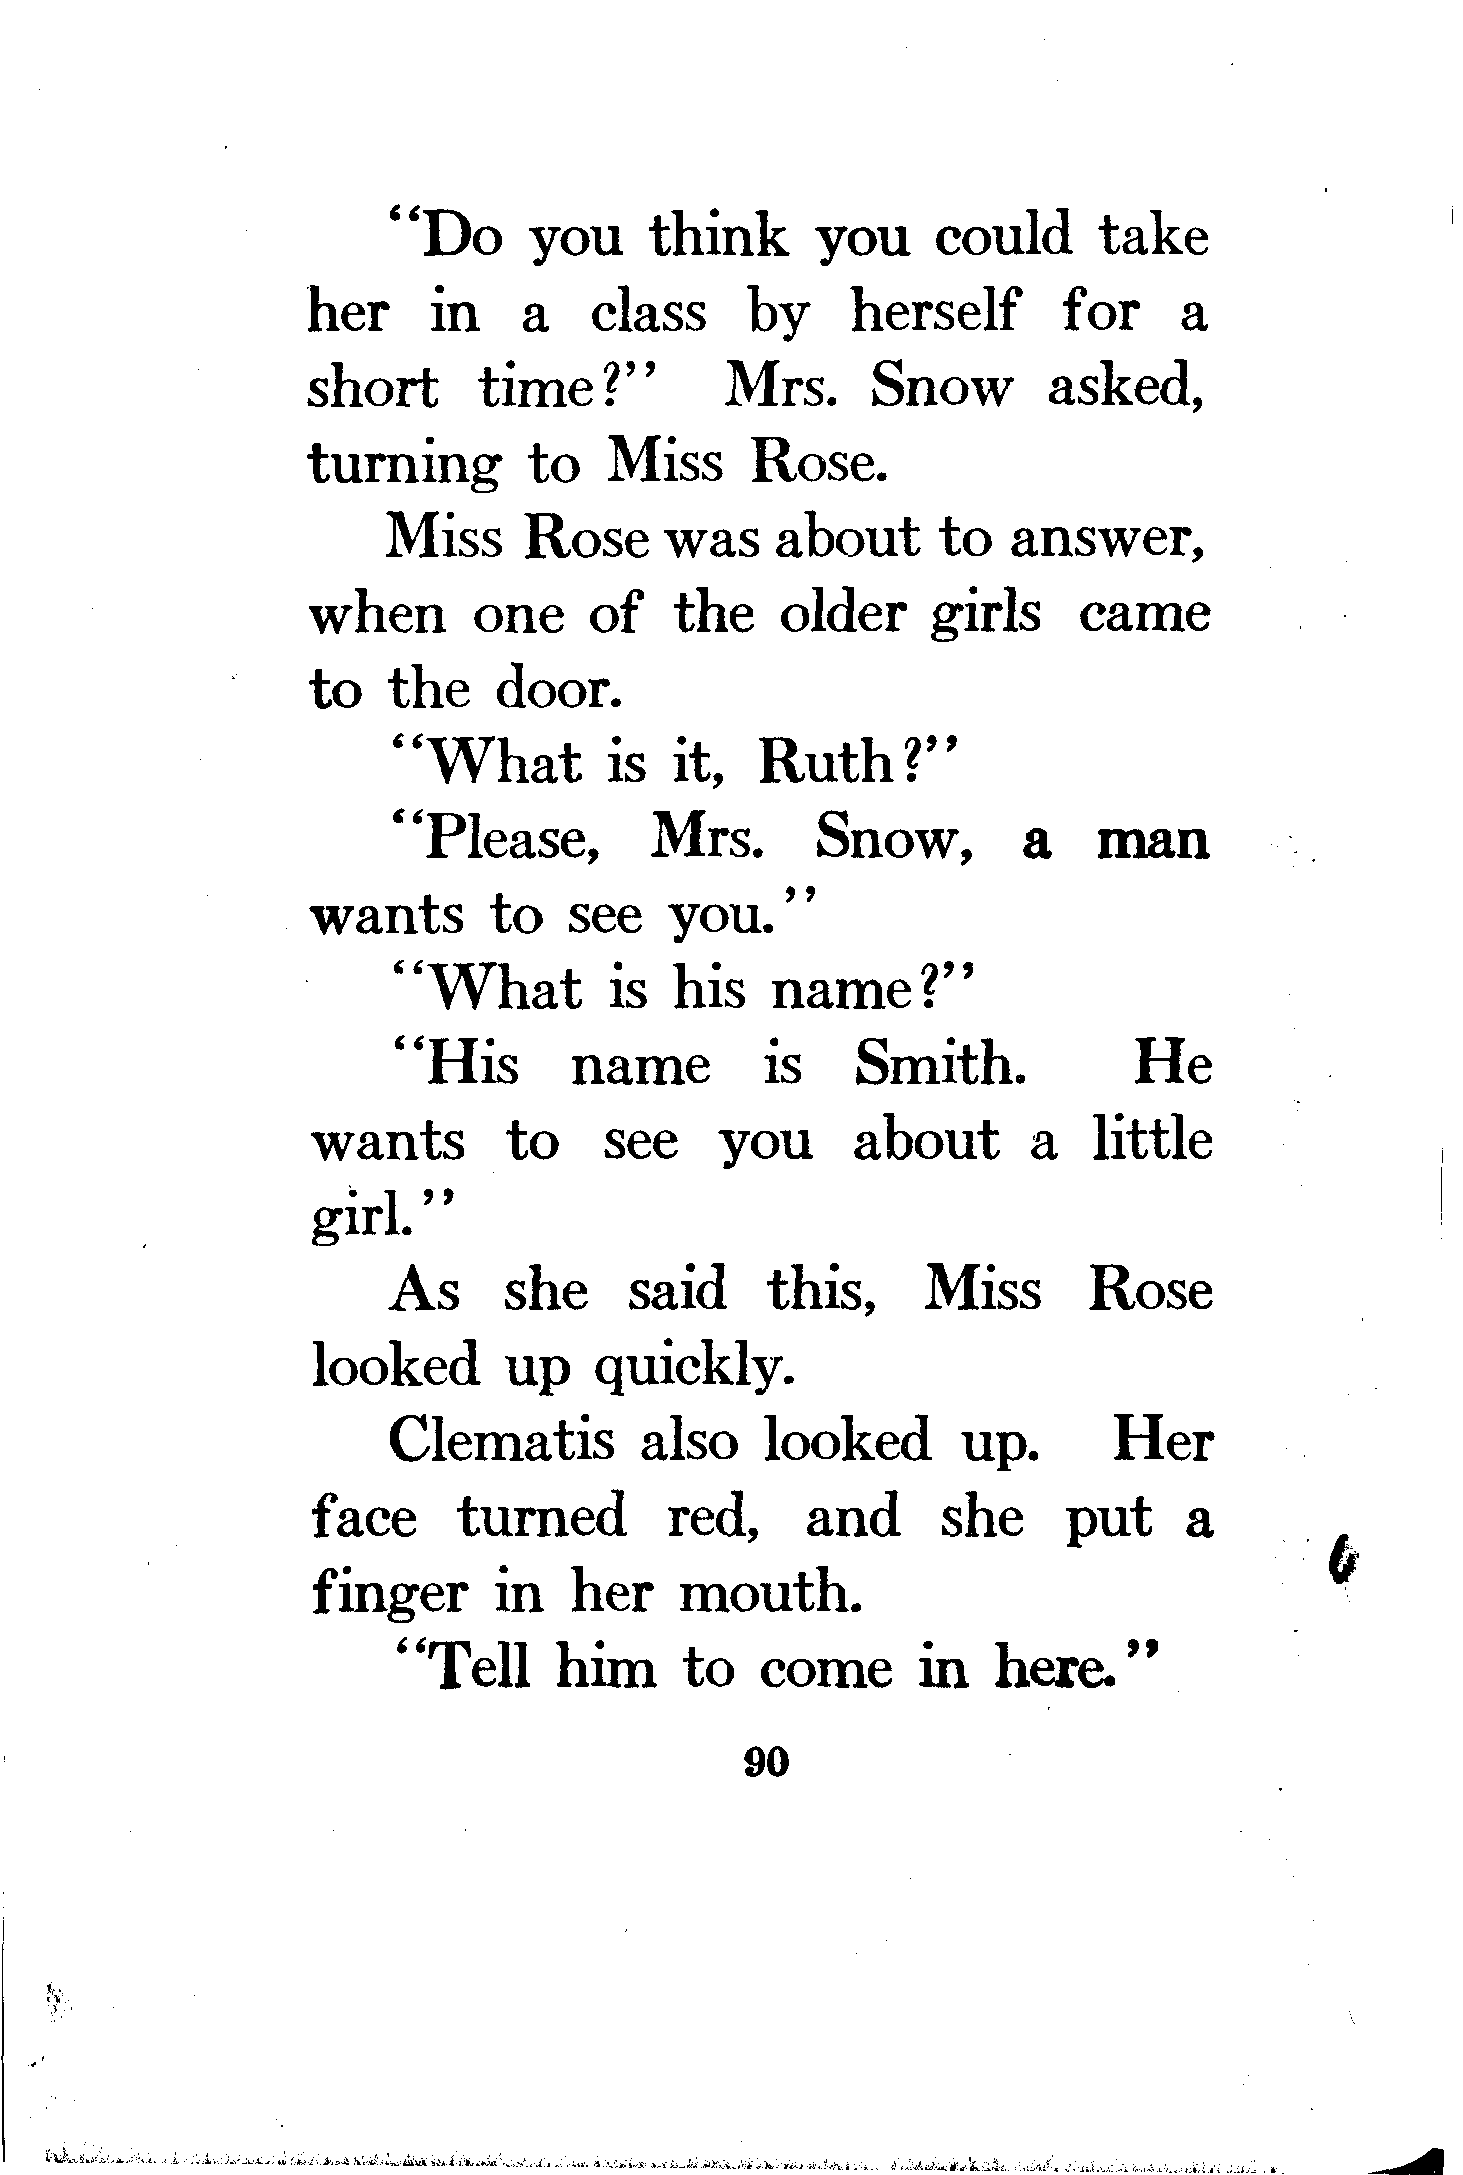 "Do you think you could take
her in a class by herself for a
short time?" Mrs. Snow asked,
turning to Miss Rose.
Miss Rose was about to answer,
when one of the older girls came
to the door.
"What is it, Ruth?"
"Please, Mrs. Snow, a man
wants to see you."
"What is his name?"
"His name is Smith. He
wants to see you about a little
girl."
As she said this, Miss Rose
looked up quickly.
Clematis also looked up. Her
face turned red, and she put a
finger in her mouth.
"Tell him to come in here."
90